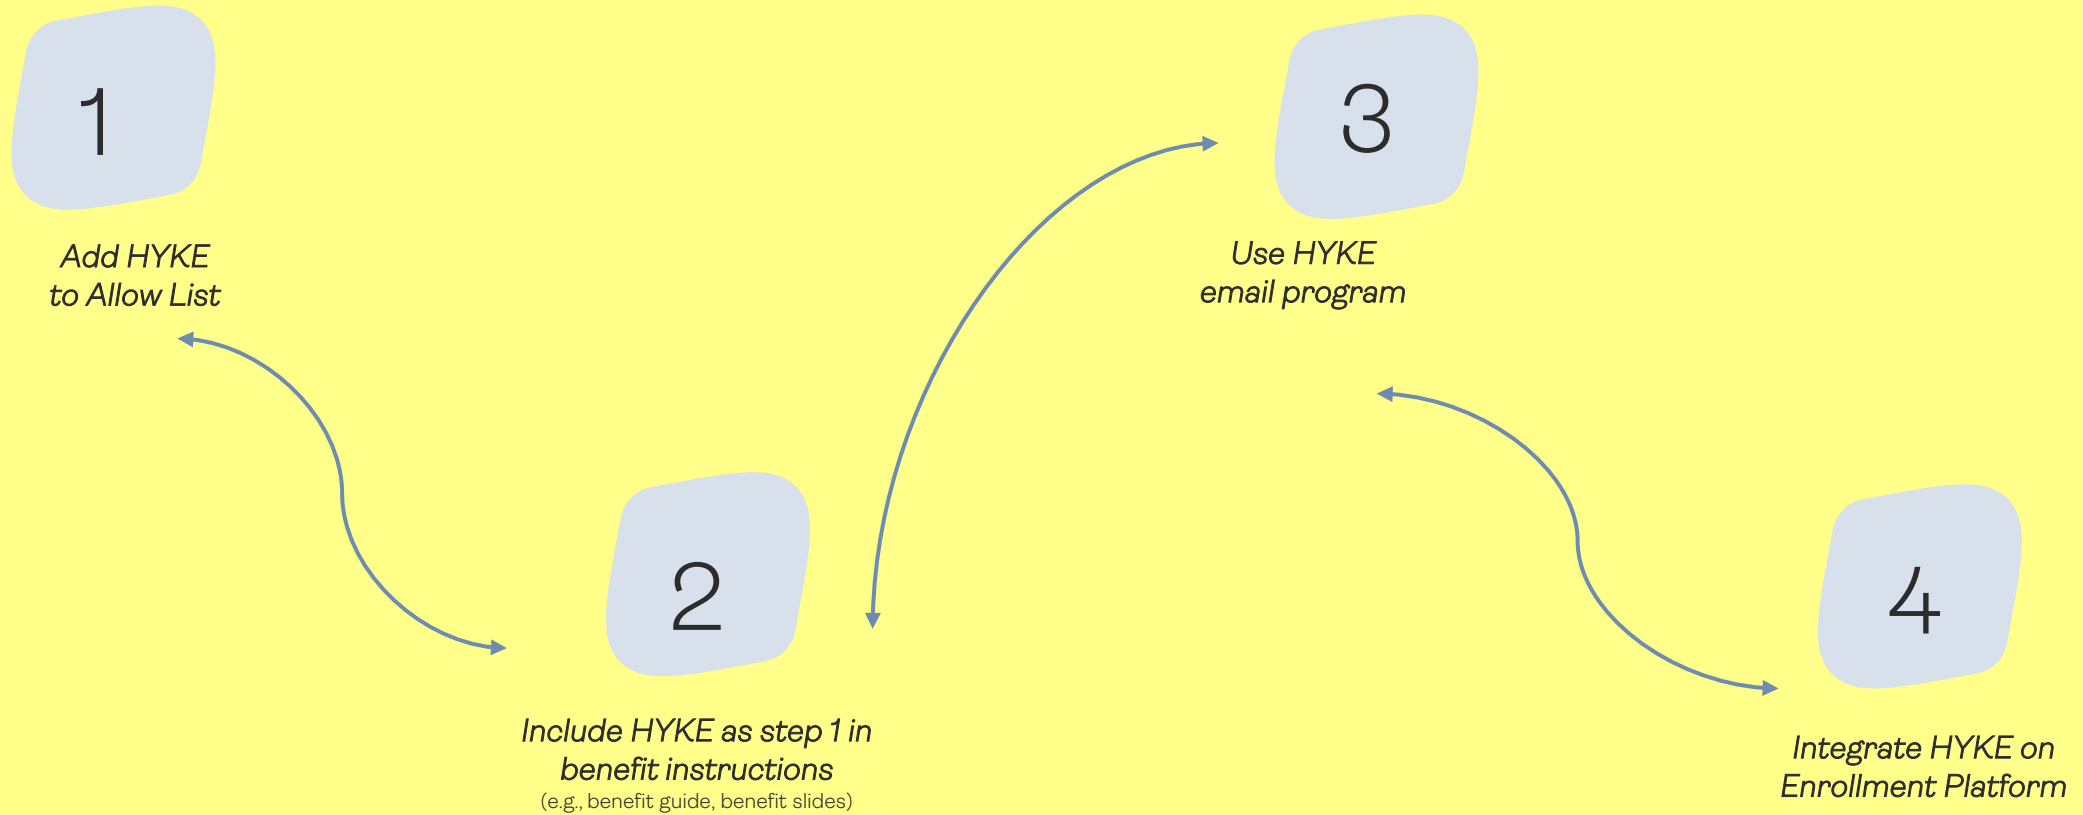 1
Add HYKE
to Allow List
2
Include HYKE as step 1 in
benefit instructions
(e.g., benefit guide, benefit slides)
3
Use HYKE
email program
4
Integrate HYKE on
Enrollment Platform